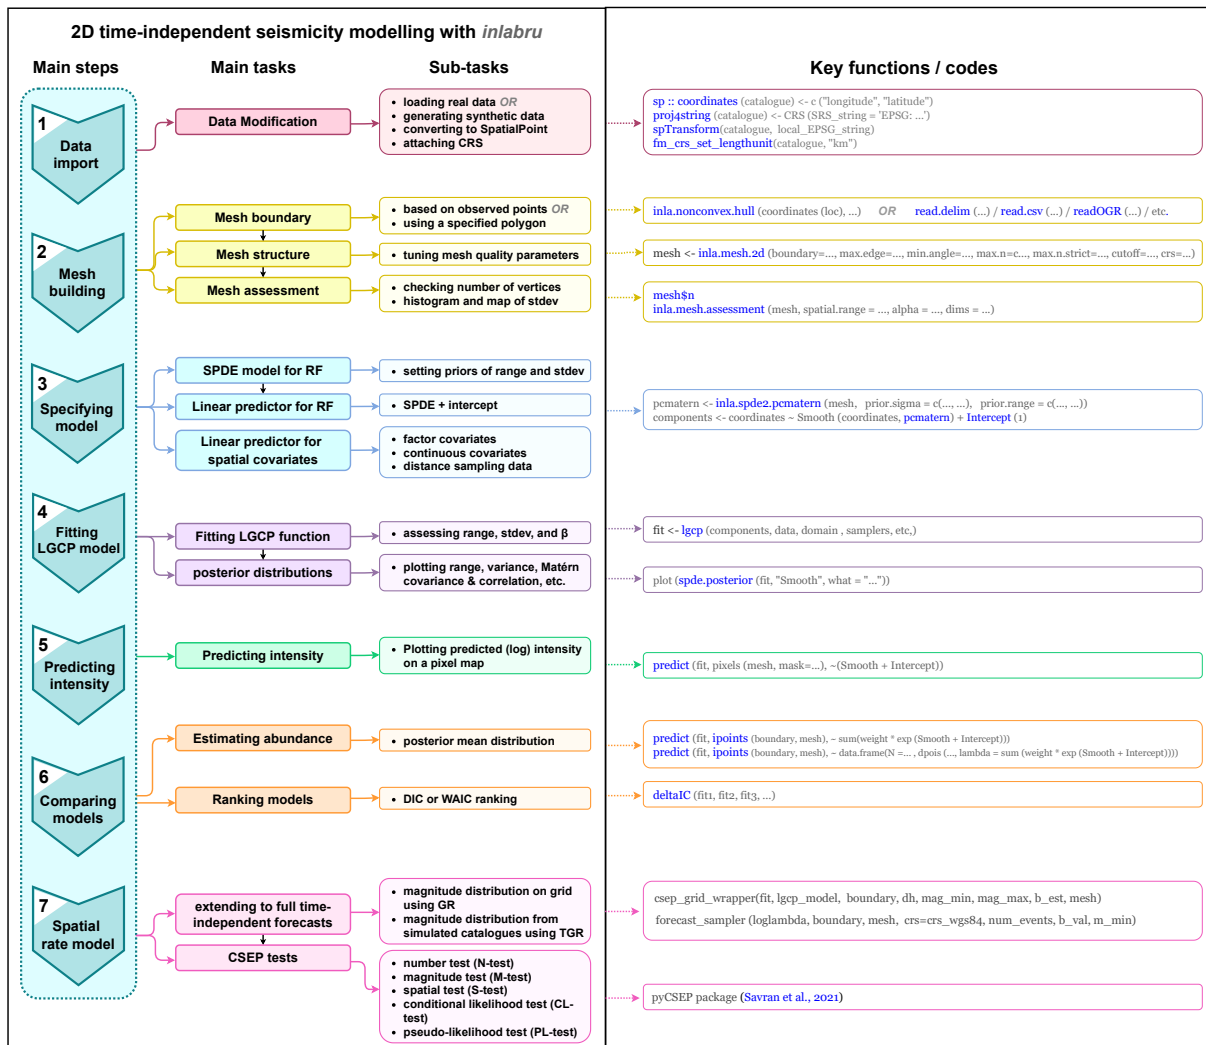 2D time-independent seismicity modelling with inlabru
Main steps
Main tasks
Sub-tasks
Key functions / codes
1
Data
import
Data Modification
• loading real data OR
• generating synthetic data
• converting to SpatialPoint
• attaching CRS
sp :: coordinates (catalogue) <- c ("longitude", "latitude")
proj4string (catalogue) <- CRS (SRS_string = 'EPSG: ...')
spTransform(catalogue, local_EPSG_string)
fm_crs_set_lengthunit(catalogue, "km")
2
Mesh
building
Mesh boundary
• based on observed points OR
• using a specified polygon
inla.nonconvex.hull (coordinates (loc), ...) OR read.delim (...) / read.csv (...) / readOGR (...) / etc.
Mesh structure
• tuning mesh quality parameters
mesh <- inla.mesh.2d (boundary=..., max.edge=..., min.angle=..., max.n=c..., max.n.strict=..., cutoff=..., crs=...)
Mesh assessment
• checking number of vertices
• histogram and map of stdev
mesh$n
inla.mesh.assessment (mesh, spatial.range = ..., alpha = ..., dims = ...)
3
Specifying
model
SPDE model for RF
• setting priors of range and stdev
Linear predictor for RF
• SPDE + intercept
pcmatern <- inla.spde2.pcmatern (mesh, prior.sigma = c(..., ...), prior.range = c(..., ...))
components <- coordinates ~ Smooth (coordinates, pcmatern) + Intercept (1)
Linear predictor for
spatial covariates
• factor covariates
• continuous covariates
• distance sampling data
4
Fitting
LGCP model
Fitting LGCP function
• assessing range, stdev, and β
fit <- lgcp (components, data, domain , samplers, etc,)
posterior distributions
• plotting range, variance, Matérn
covariance & correlation, etc.
plot (spde.posterior (fit, "Smooth", what = "..."))
5
Predicting
intensity
Predicting intensity
• Plotting predicted (log) intensity
on a pixel map
predict (fit, pixels (mesh, mask=...), ~(Smooth + Intercept))
6
Comparing
models
Estimating abundance
• posterior mean distribution
predict (fit, ipoints (boundary, mesh), ~ sum(weight * exp (Smooth + Intercept)))
predict (fit, ipoints (boundary, mesh), ~ data.frame(N =... , dpois (..., lambda = sum (weight * exp (Smooth + Intercept))))
Ranking models
• DIC or WAIC ranking
deltaIC (fit1, fit2, fit3, ...)
7
Spatial
rate model
extending to full time-
independent forecasts
• magnitude distribution on grid
using GR
• magnitude distribution from
simulated catalogues using TGR
csep_grid_wrapper(fit, lgcp_model, boundary, dh, mag_min, mag_max, b_est, mesh)
forecast_sampler (loglambda, boundary, mesh, crs=crs_wgs84, num_events, b_val, m_min)
CSEP tests
• number test (N-test)
• magnitude test (M-test)
• spatial test (S-test)
• conditional likelihood test (CL-
test)
• pseudo-likelihood test (PL-test)
pyCSEP package (Savran et al., 2021)